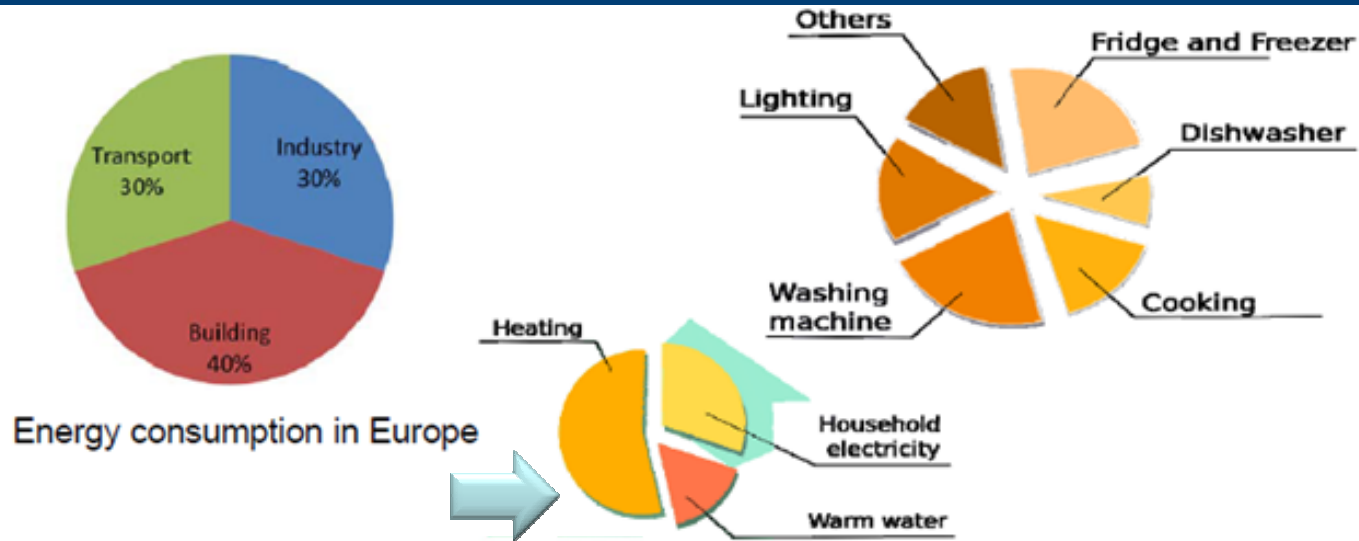 Transport
30%
Industry
30%
Building
40%
Energy consumption in Europe
Others
Fridge and Freezer
Lighting
Dishwasher
Washing
machine
Cooking
Heating
Household
electricity
Warm water